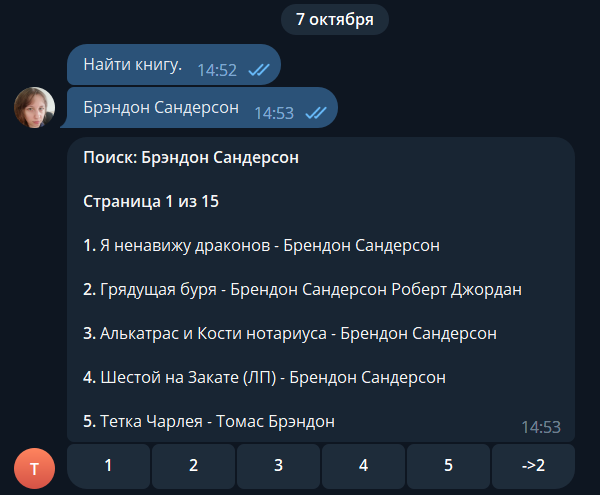 7 октября
Найти книгу. 14:52
Брэндон Сандерсон 14:53
Поиск: Брэндон Сандерсон
Страница 1 из 15
1. Я ненавижу драконов - Брендон Сандерсон
2. Грядущая буря - Брендон Сандерсон Роберт Джордан
3. Алькатрас и Кости нотариуса - Брендон Сандерсон
4. Шестой на Закате (ЛП) - Брендон Сандерсон
5. Тетка Чарлея - Томас Брэндон
14:53
Т 1 2 3 4 5 ->2